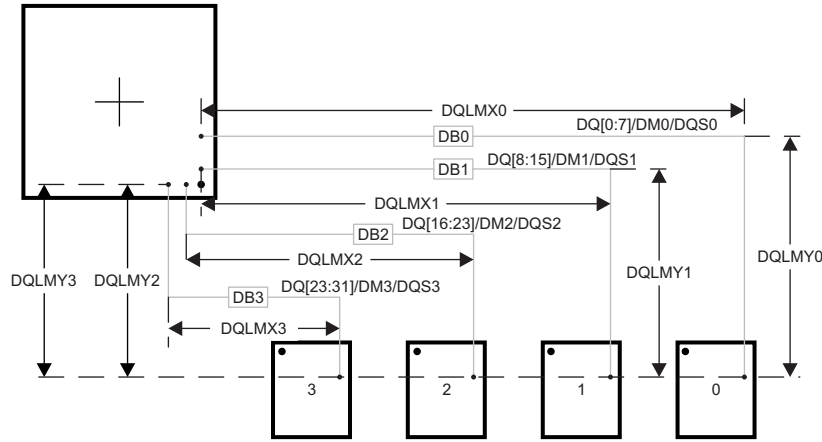 DQLMX0
DQ[0:7]/DM0/DQS0
DB0
DQ[8:15]/DM1/DQS1
DB1
DQLMX1
DQ[16:23]/DM2/DQS2
DB2
DQLMX2
DQLMY3
DQLMY2
DQLMY1
DQLMY0
DQ[23:31]/DM3/DQS3
DB3
DQLMX3
3
2
1
0